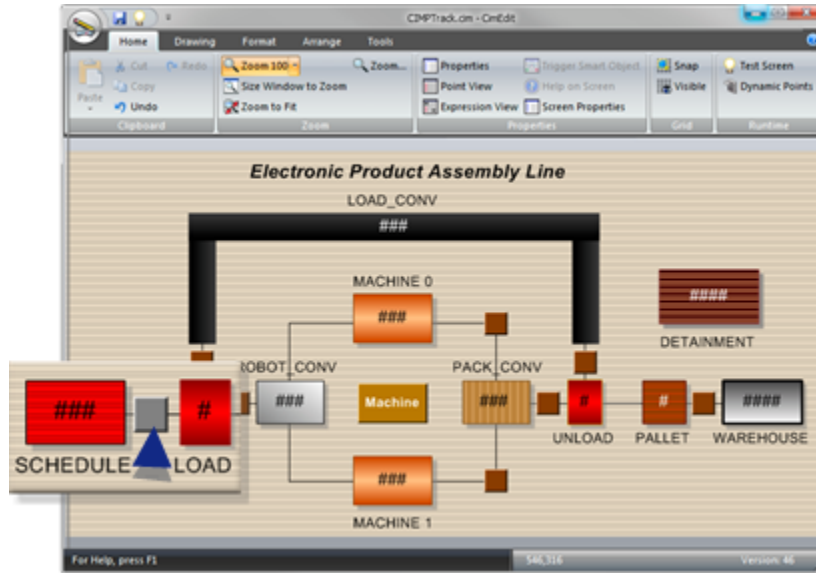 CIMPTrack.cim - CimEdit
Home Drawing Format Arrange Tools
Paste
Cut
Copy
Undo
Redo
Clipboard
Zoom 100
Size Window to Zoom
Zoom to Fit
Zoom...
Zoom
Properties
Point View
Expression View
Trigger Smart Object
Help on Screen
Screen Properties
Properties
Snap
Visible
Grid
Test Screen
Dynamic Points
Runtime
Electronic Product Assembly Line
LOAD_CONV
###
MACHINE 0
###
####
DETAINMENT
ROBOT_CONV
###
Machine
PACK_CONV
###
#
UNLOAD
#
PALLET
####
WAREHOUSE
###
SCHEDULE
#
LOAD
###
MACHINE 1
For Help, press F1
546,316
Version: 46